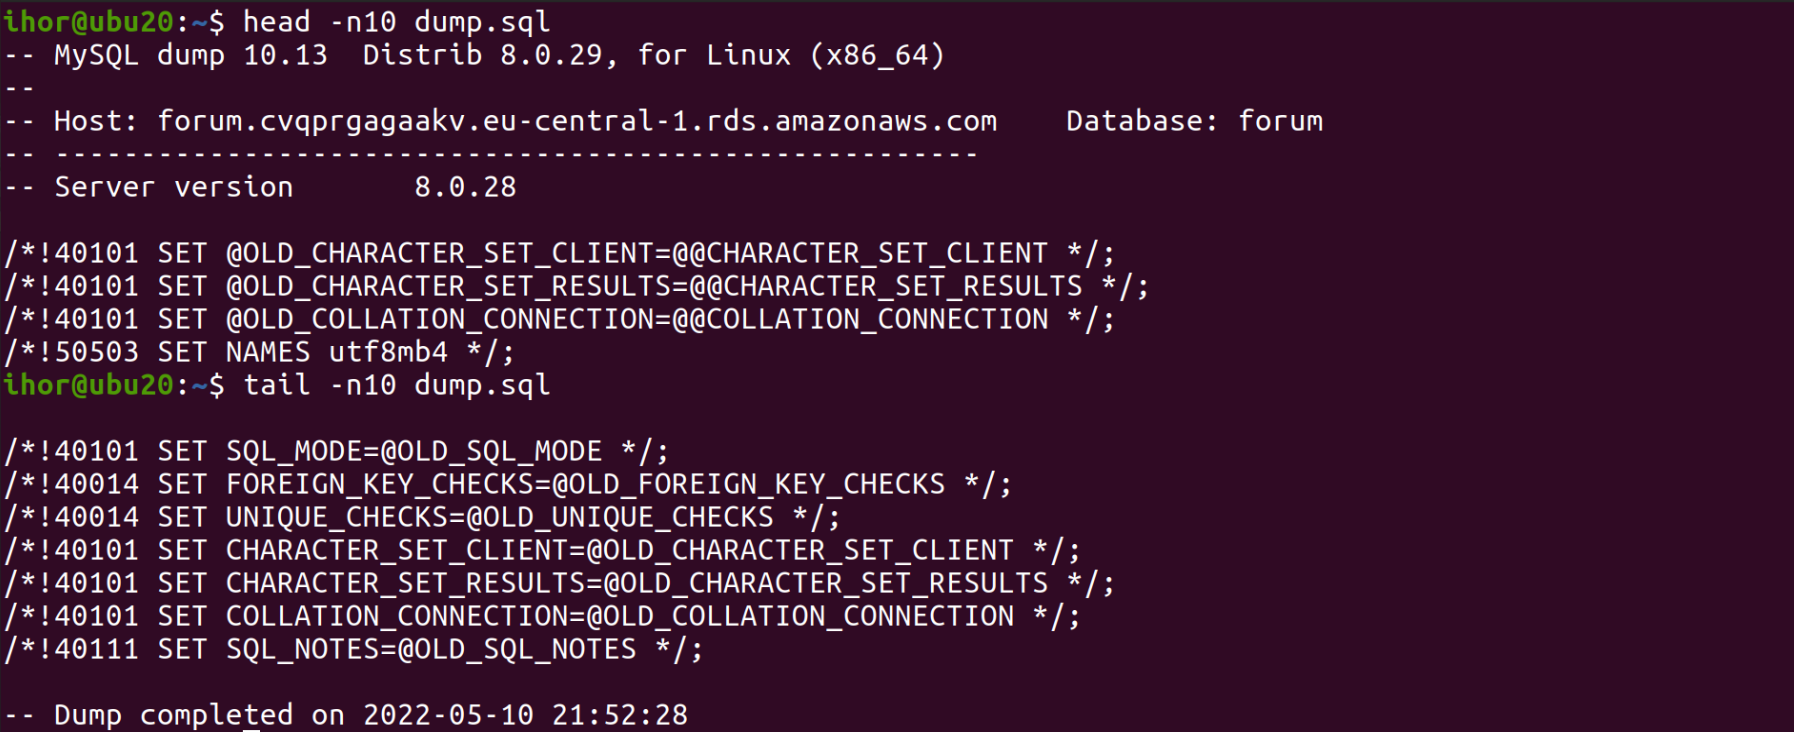 ihor@ubu20:~$ head -n10 dump.sql
-- MySQL dump 10.13  Distrib 8.0.29, for Linux (x86_64)
--
-- Host: forum.cvqprgagaakv.eu-central-1.rds.amazonaws.com    Database: forum
-- ------------------------------------------------------
-- Server version       8.0.28

/*!40101 SET @OLD_CHARACTER_SET_CLIENT=@@CHARACTER_SET_CLIENT */;
/*!40101 SET @OLD_CHARACTER_SET_RESULTS=@@CHARACTER_SET_RESULTS */;
/*!40101 SET @OLD_COLLATION_CONNECTION=@@COLLATION_CONNECTION */;
/*!50503 SET NAMES utf8mb4 */;
ihor@ubu20:~$ tail -n10 dump.sql

/*!40101 SET SQL_MODE=@OLD_SQL_MODE */;
/*!40014 SET FOREIGN_KEY_CHECKS=@OLD_FOREIGN_KEY_CHECKS */;
/*!40014 SET UNIQUE_CHECKS=@OLD_UNIQUE_CHECKS */;
/*!40101 SET CHARACTER_SET_CLIENT=@OLD_CHARACTER_SET_CLIENT */;
/*!40101 SET CHARACTER_SET_RESULTS=@OLD_CHARACTER_SET_RESULTS */;
/*!40101 SET COLLATION_CONNECTION=@OLD_COLLATION_CONNECTION */;
/*!40111 SET SQL_NOTES=@OLD_SQL_NOTES */;

-- Dump completed on 2022-05-10 21:52:28